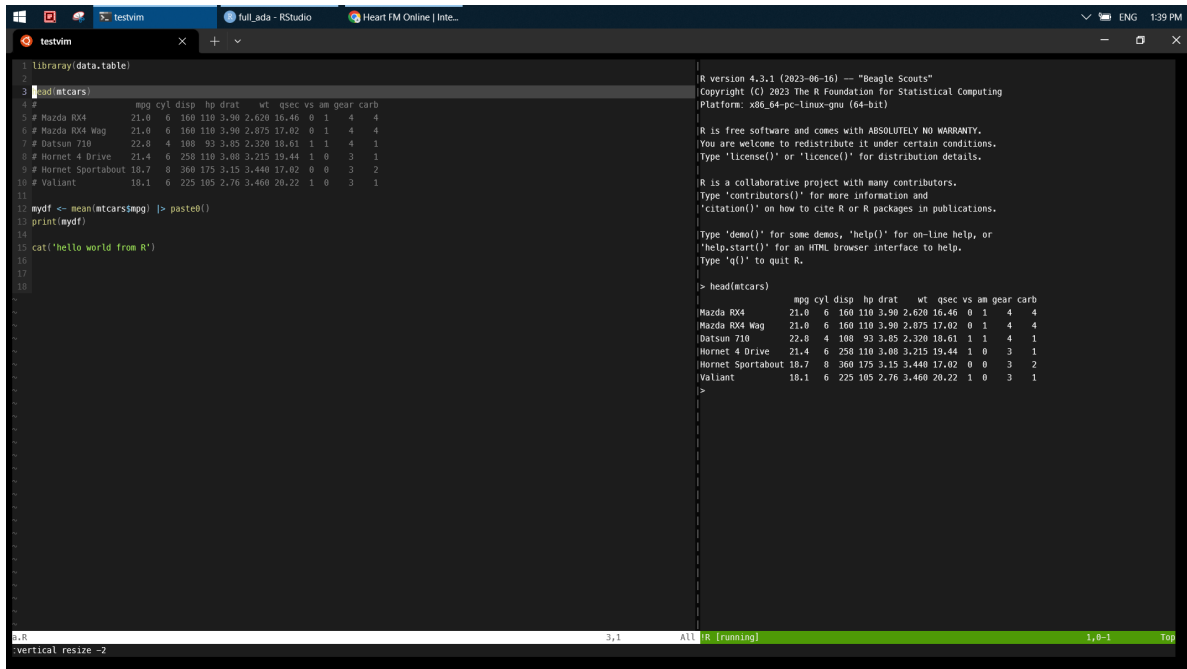 testvim
full_ada - RStudio
Heart FM Online | Inte...
ENG 1:39 PM
testvim
1 libraray(data.table)
2
3 head(mtcars)
4 # mpg cyl disp hp drat wt qsec vs am gear carb
5 # Mazda RX4 21.0 6 160 110 3.90 2.620 16.46 0 1 4 4
6 # Mazda RX4 Wag 21.0 6 160 110 3.90 2.875 17.02 0 1 4 4
7 # Datsun 710 22.8 4 108 93 3.85 2.320 18.61 1 1 4 1
8 # Hornet 4 Drive 21.4 6 258 110 3.08 3.215 19.44 1 0 3 1
9 # Hornet Sportabout 18.7 8 360 175 3.15 3.440 17.02 0 0 3 2
10 # Valiant 18.1 6 225 105 2.76 3.460 20.22 1 0 3 1
11
12 mydf <- mean(mtcars$mpg) |> paste0()
13 print(mydf)
14
15 cat('hello world from R')
16
17
18
a.R 3,1 All
:vertical resize -2
R version 4.3.1 (2023-06-16) -- "Beagle Scouts"
Copyright (C) 2023 The R Foundation for Statistical Computing
Platform: x86_64-pc-linux-gnu (64-bit)
R is free software and comes with ABSOLUTELY NO WARRANTY.
You are welcome to redistribute it under certain conditions.
Type 'license()' or 'licence()' for distribution details.
R is a collaborative project with many contributors.
Type 'contributors()' for more information and
'citation()' on how to cite R or R packages in publications.
Type 'demo()' for some demos, 'help()' for on-line help, or
'help.start()' for an HTML browser interface to help.
Type 'q()' to quit R.
> head(mtcars)
mpg cyl disp hp drat wt qsec vs am gear carb
Mazda RX4 21.0 6 160 110 3.90 2.620 16.46 0 1 4 4
Mazda RX4 Wag 21.0 6 160 110 3.90 2.875 17.02 0 1 4 4
Datsun 710 22.8 4 108 93 3.85 2.320 18.61 1 1 4 1
Hornet 4 Drive 21.4 6 258 110 3.08 3.215 19.44 1 0 3 1
Hornet Sportabout 18.7 8 360 175 3.15 3.440 17.02 0 0 3 2
Valiant 18.1 6 225 105 2.76 3.460 20.22 1 0 3 1
>
!R [running] 1,0-1 Top